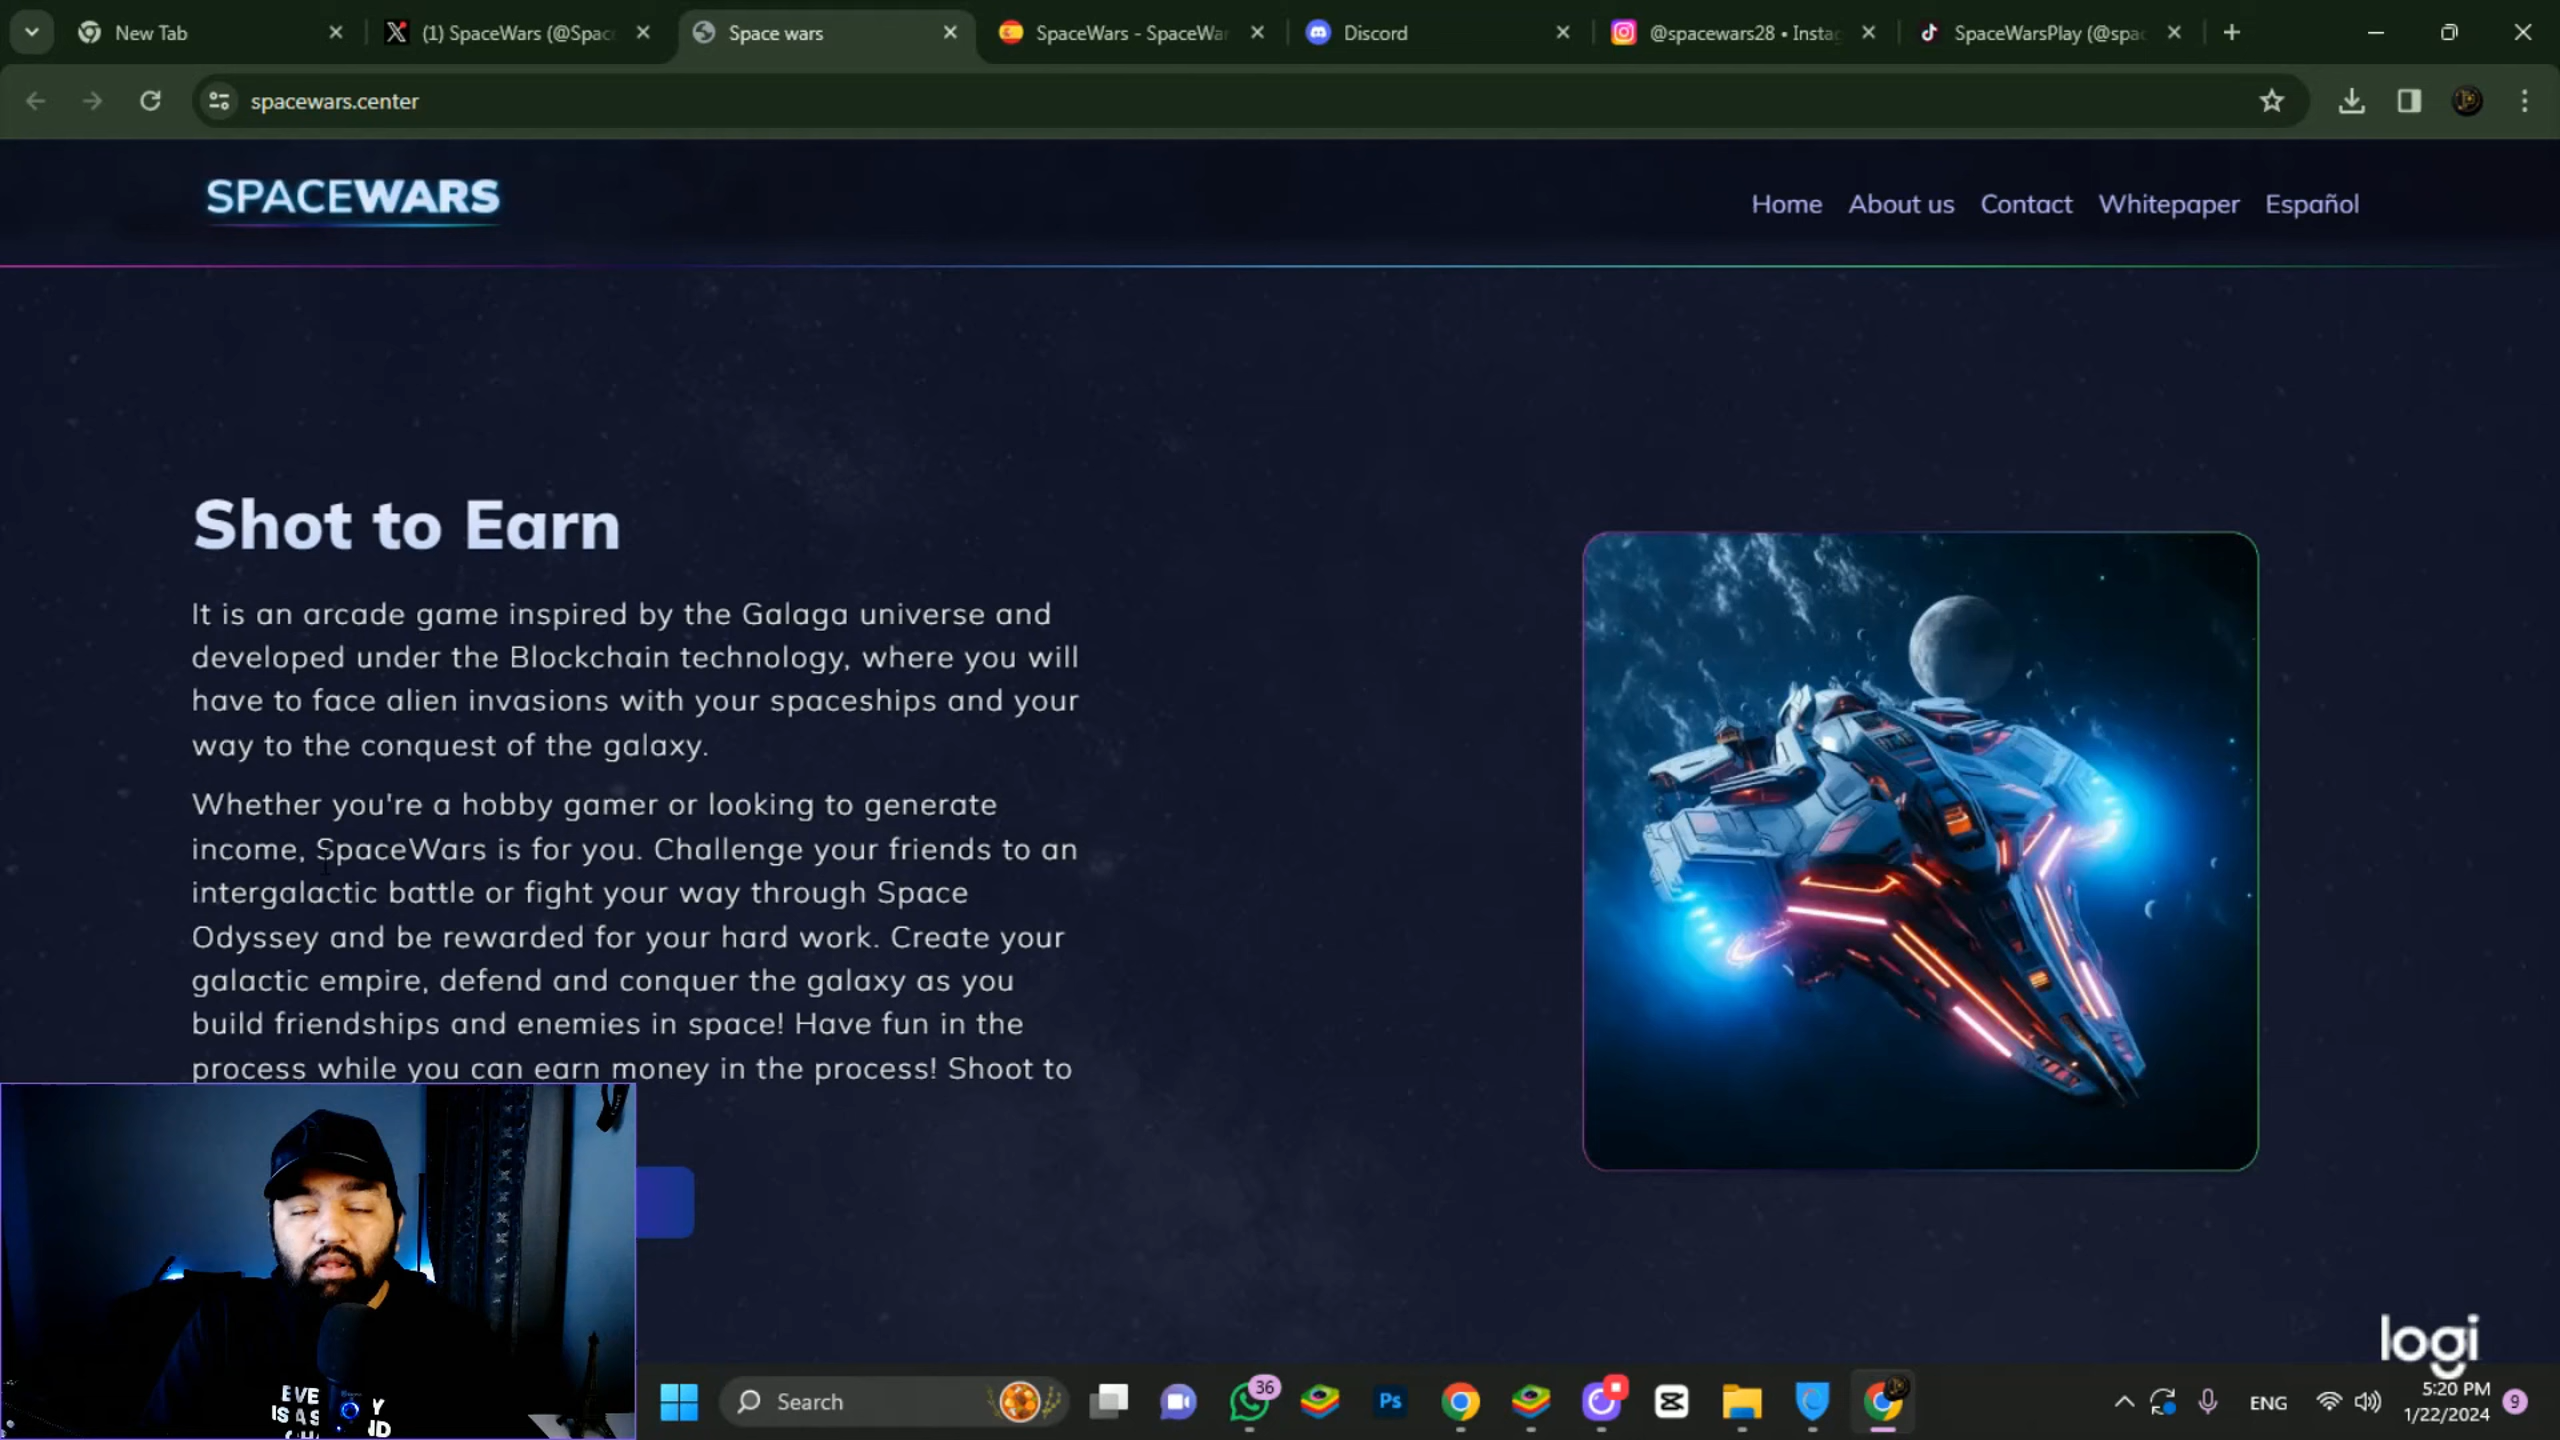 New Tab
(1) SpaceWars (@Spac
Space wars
SpaceWars - SpaceWar
Discord
@spacewars28 • Instag
SpaceWarsPlay (@spac
spacewars.center
SPACEWARS
Home About us Contact Whitepaper Español
Shot to Earn
It is an arcade game inspired by the Galaga universe and
developed under the Blockchain technology, where you will
have to face alien invasions with your spaceships and your
way to the conquest of the galaxy.
Whether you're a hobby gamer or looking to generate
income, SpaceWars is for you. Challenge your friends to an
intergalactic battle or fight your way through Space
Odyssey and be rewarded for your hard work. Create your
galactic empire, defend and conquer the galaxy as you
build friendships and enemies in space! Have fun in the
process while you can earn money in the process! Shoot to
logi
Search
36
Ps
ENG
5:20 PM
1/22/2024
9